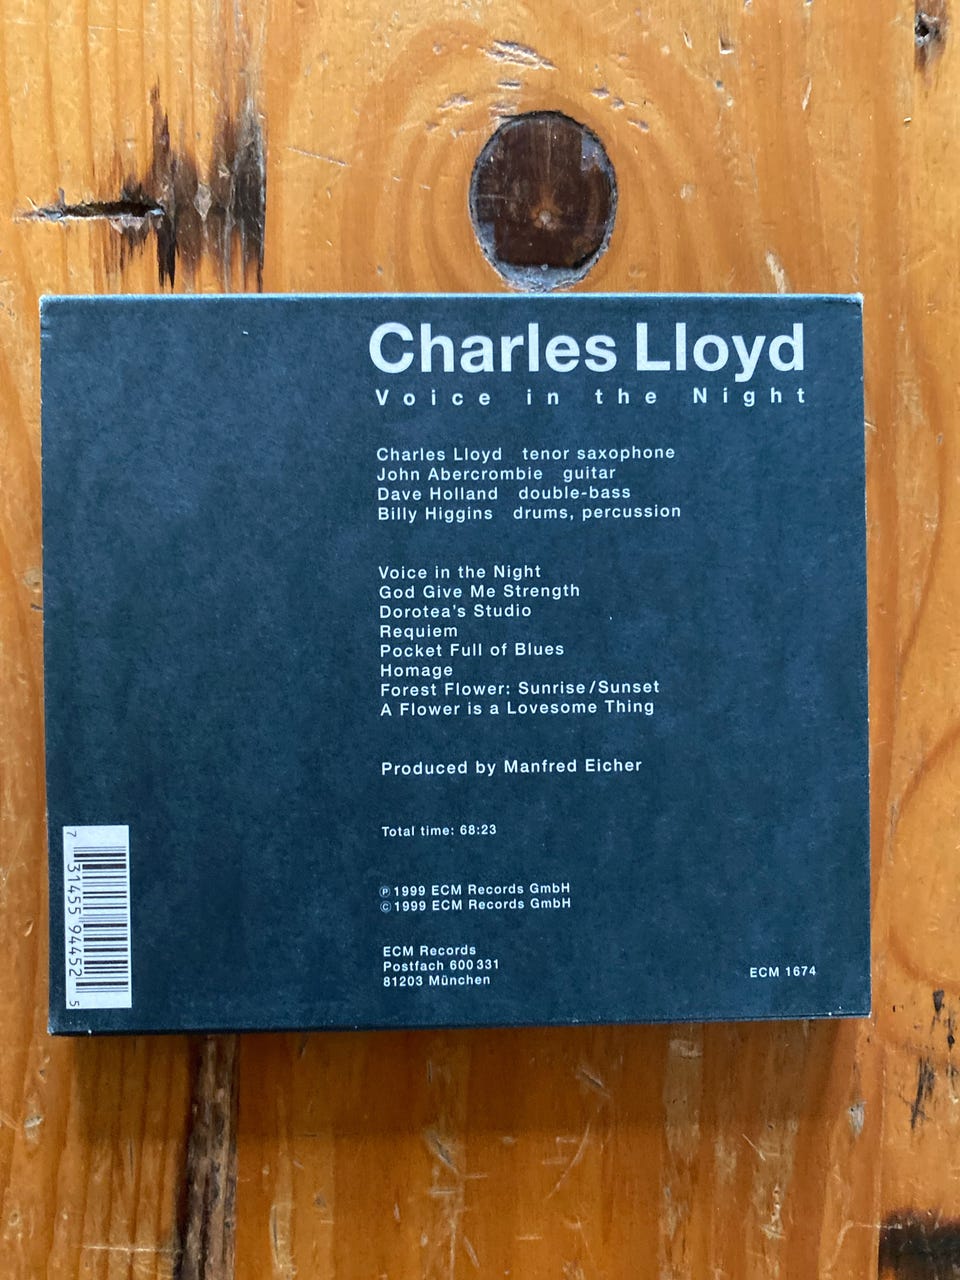 Charles Lloyd
Voice in the Night
Charles Lloyd tenor saxophone
John Abercrombie guitar
Dave Holland double-bass
Billy Higgins drums, percussion
Voice in the Night
God Give Me Strength
Dorotea's Studio
Requiem
Pocket Full of Blues
Homage
Forest Flower: Sunrise/Sunset
A Flower is a Lovesome Thing
Produced by Manfred Eicher
Total time: 68:23
℗ 1999 ECM Records GmbH
© 1999 ECM Records GmbH
ECM Records
Postfach 600 331
81203 München
ECM 1674
7 31455 94452 5